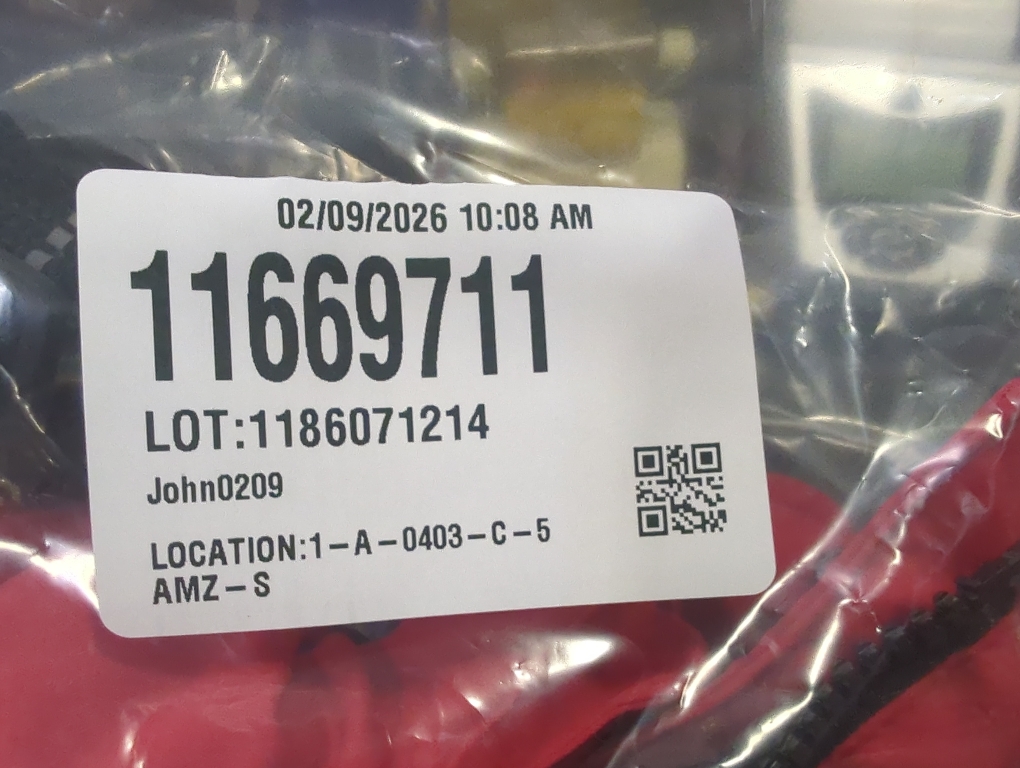 02/09/2026 10:08 AM
11669711
LOT:1186071214
John0209
LOCATION:1-A-0403-C-5
AMZ-S